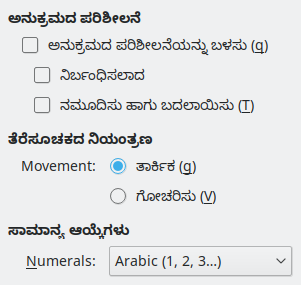 ಅನುಕ್ರಮದ ಪರಿಶೀಲನೆ
ಅನುಕ್ರಮದ ಪರಿಶೀಲನೆಯನ್ನು ಬಳಸು (q)
ನಿರ್ಬಂಧಿಸಲಾದ
ನಮೂದಿಸು ಹಾಗು ಬದಲಾಯಿಸು (T)
ತೆರೆಸೂಚಕದ ನಿಯಂತ್ರಣ
Movement: ತಾರ್ಕಿಕ (g)
ಗೋಚರಿಸು (V)
ಸಾಮಾನ್ಯ ಆಯ್ಕೆಗಳು
Numerals: Arabic (1, 2, 3...)